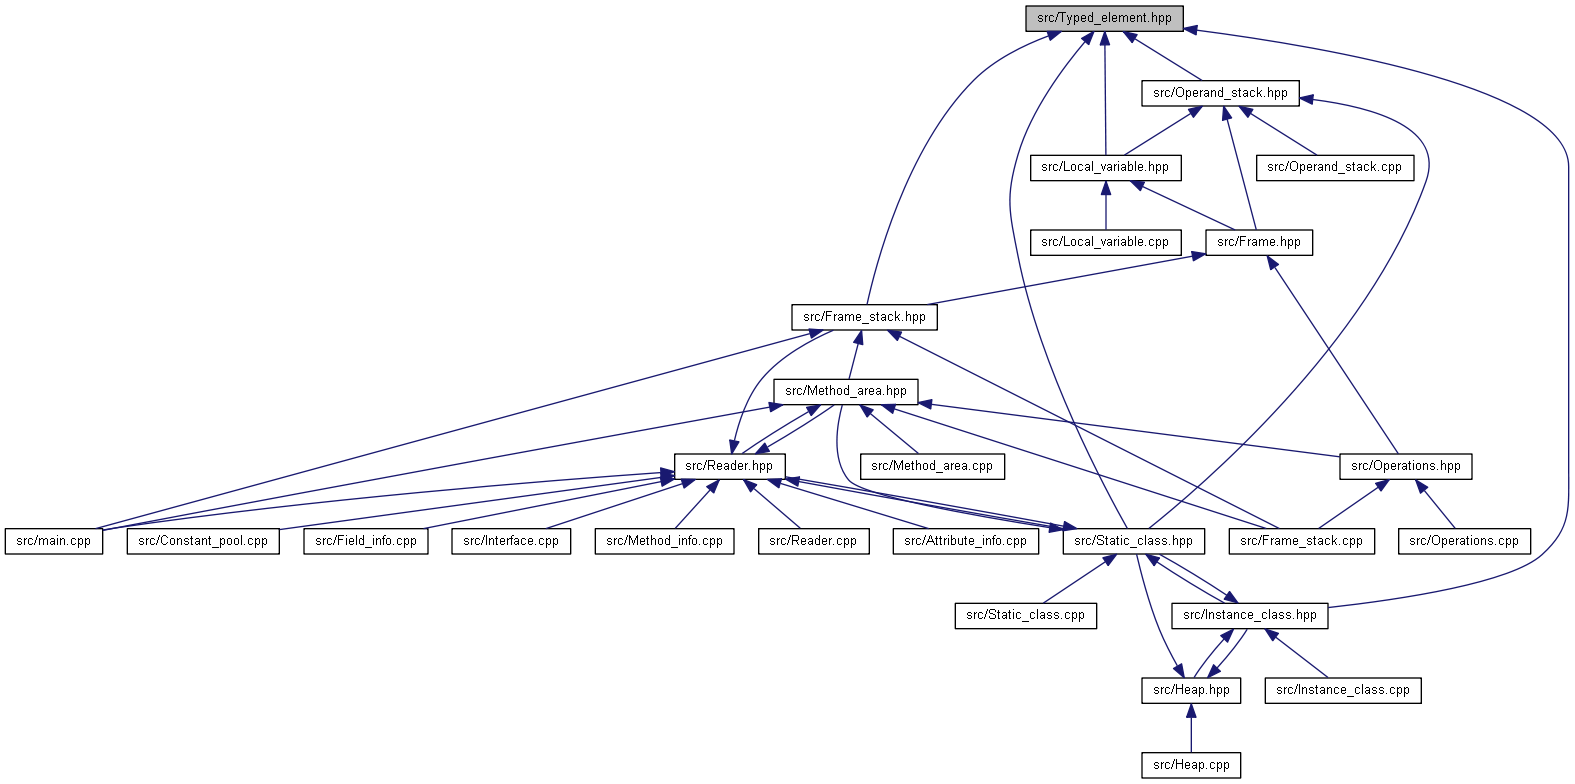 src/Typed_element.hpp
src/Operand_stack.hpp
src/Local_variable.hpp
src/Operand_stack.cpp
src/Local_variable.cpp
src/Frame.hpp
src/Frame_stack.hpp
src/Method_area.hpp
src/Reader.hpp
src/Method_area.cpp
src/Operations.hpp
src/main.cpp
src/Constant_pool.cpp
src/Field_info.cpp
src/Interface.cpp
src/Method_info.cpp
src/Reader.cpp
src/Attribute_info.cpp
src/Static_class.hpp
src/Frame_stack.cpp
src/Operations.cpp
src/Static_class.cpp
src/Instance_class.hpp
src/Heap.hpp
src/Instance_class.cpp
src/Heap.cpp